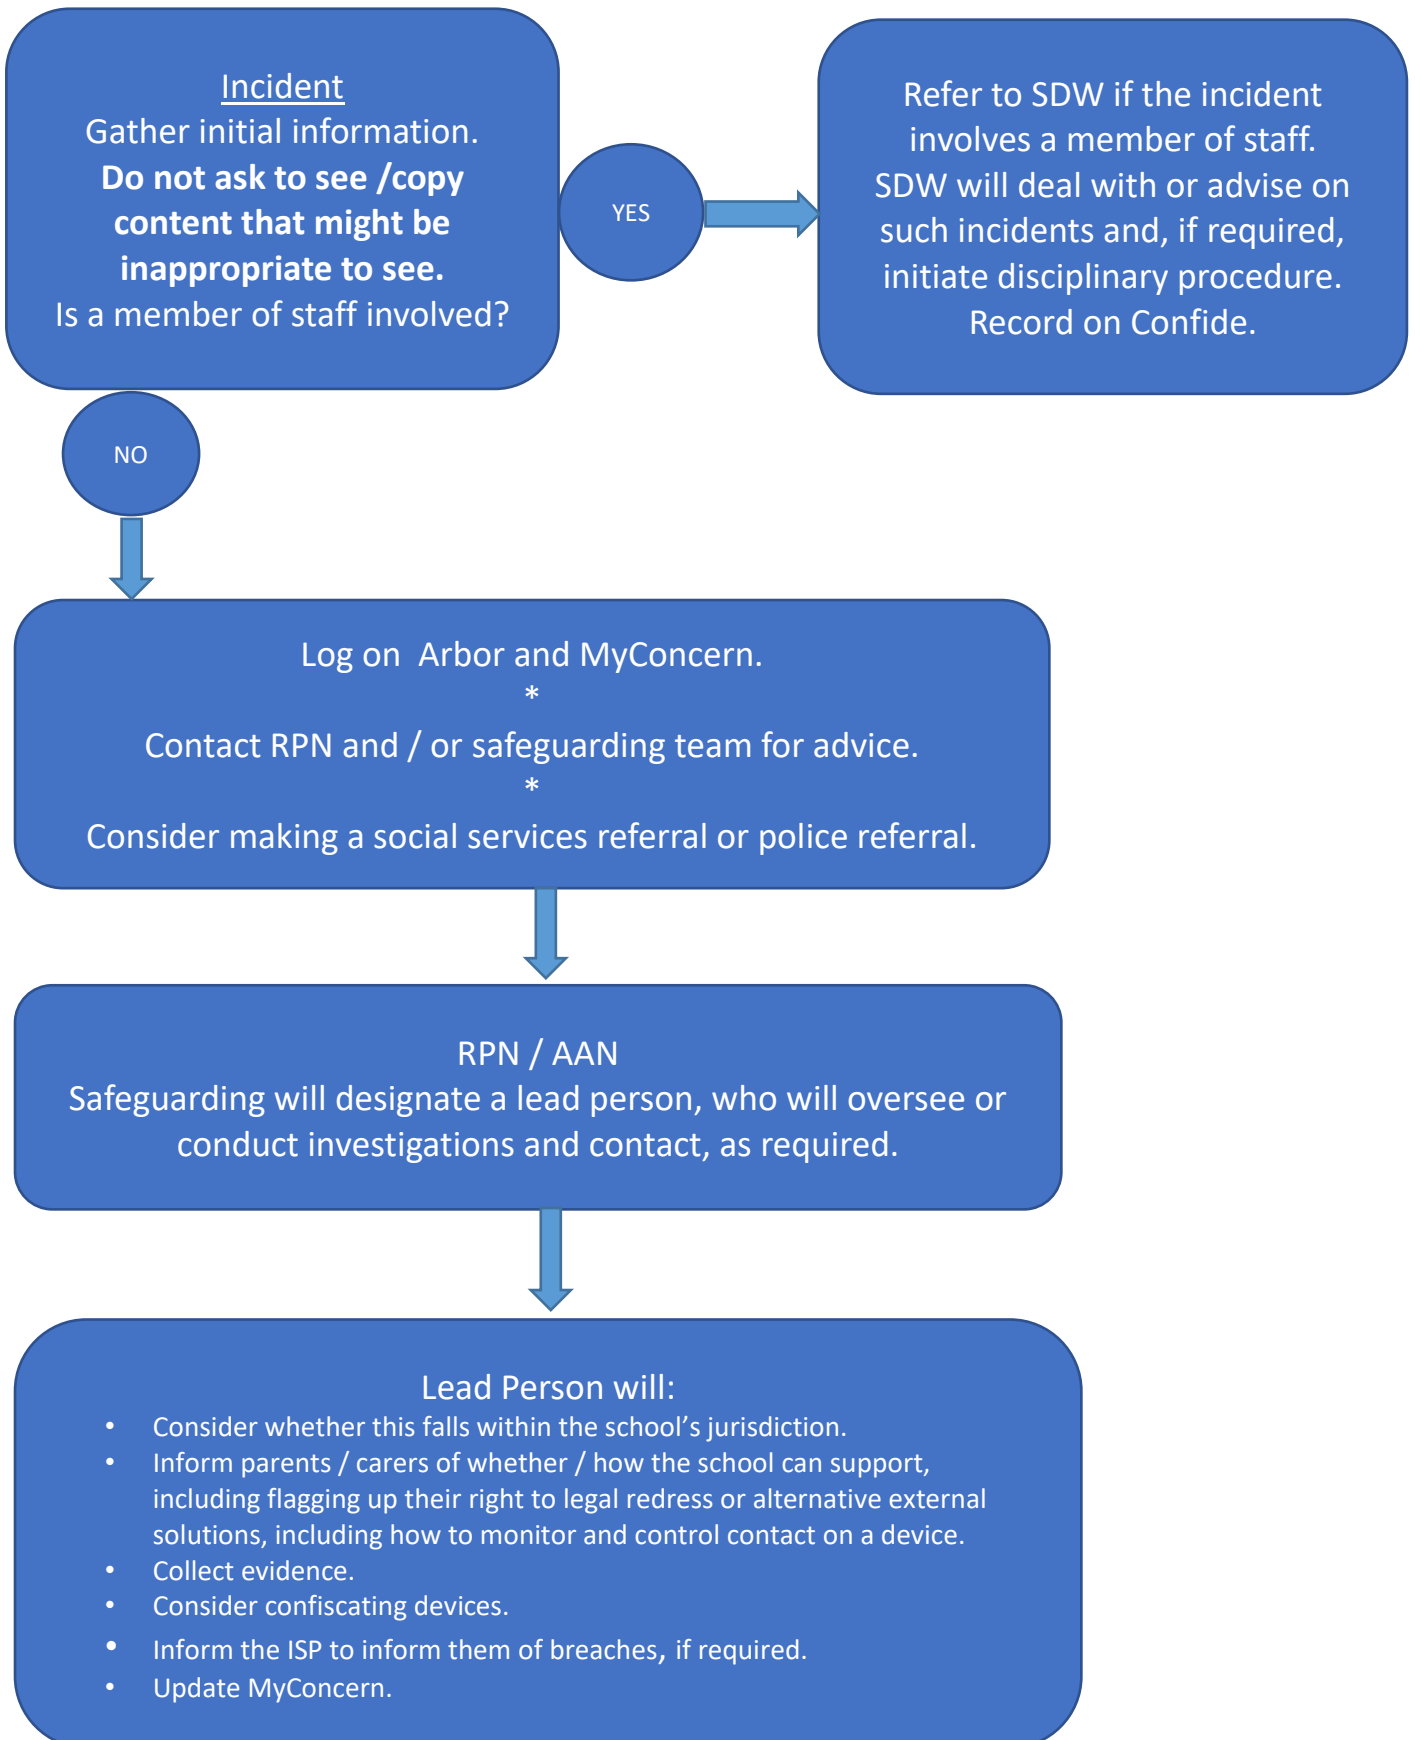 Incident
Gather initial information.
Do not ask to see /copy
content that might be
inappropriate to see.
Is a member of staff involved?
YES
Refer to SDW if the incident
involves a member of staff.
SDW will deal with or advise on
such incidents and, if required,
initiate disciplinary procedure.
Record on Confide.
NO
Log on  Arbor and MyConcern.
*
Contact RPN and / or safeguarding team for advice.
*
Consider making a social services referral or police referral.
RPN / AAN
Safeguarding will designate a lead person, who will oversee or
conduct investigations and contact, as required.
Lead Person will:
• Consider whether this falls within the school’s jurisdiction.
• Inform parents / carers of whether / how the school can support,
including flagging up their right to legal redress or alternative external
solutions, including how to monitor and control contact on a device.
• Collect evidence.
• Consider confiscating devices.
• Inform the ISP to inform them of breaches, if required.
• Update MyConcern.